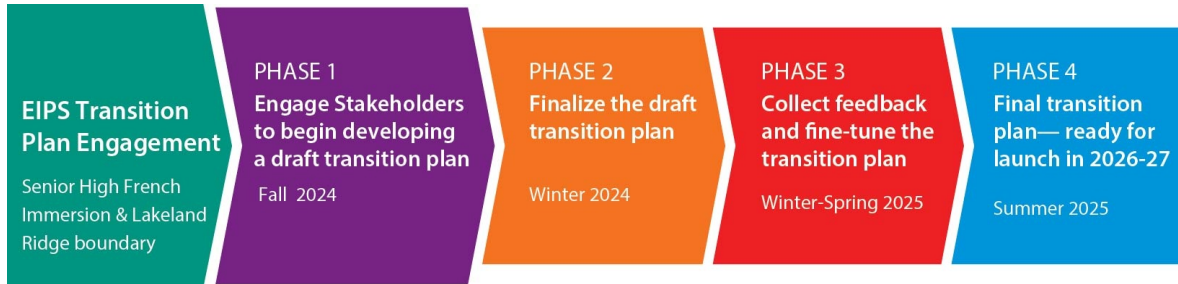 EIPS Transition
Plan Engagement
Senior High French
Immersion & Lakeland
Ridge boundary
PHASE 1
Engage Stakeholders
to begin developing
a draft transition plan
Fall 2024
PHASE 2
Finalize the draft
transition plan
Winter 2024
PHASE 3
Collect feedback
and fine-tune the
transition plan
Winter-Spring 2025
PHASE 4
Final transition
plan— ready for
launch in 2026-27
Summer 2025